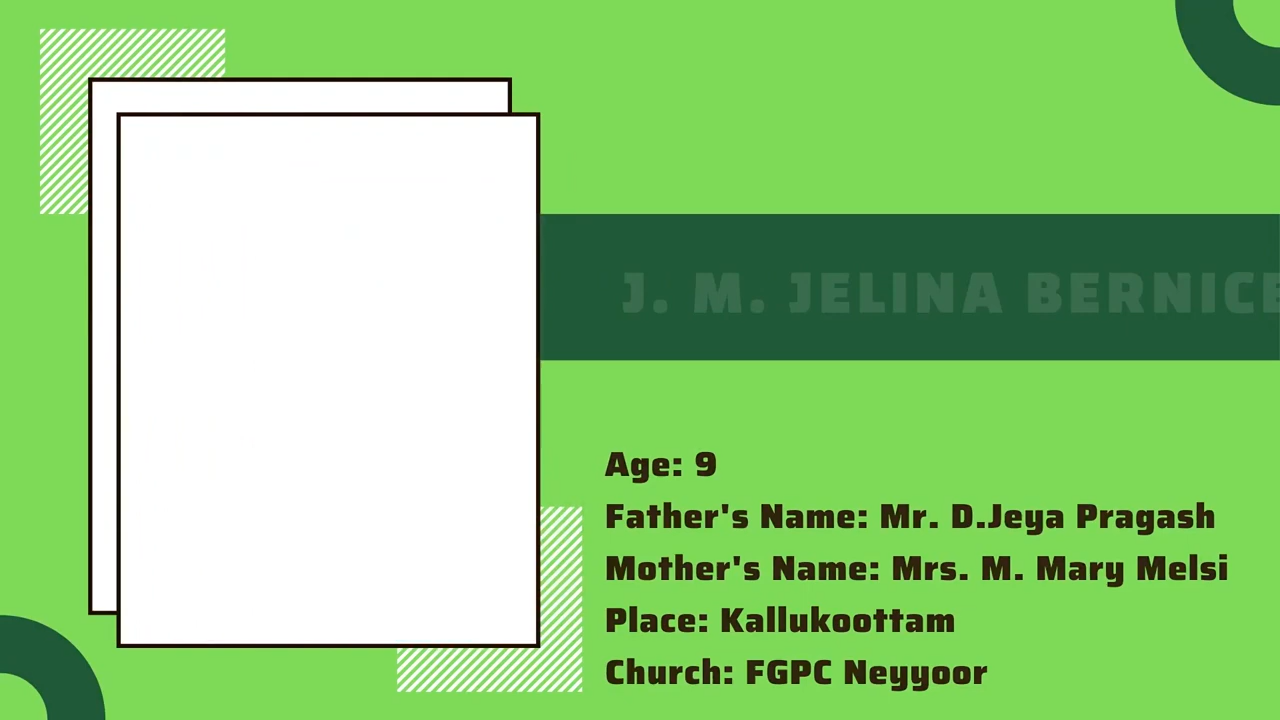 J. M. JELINA BERNICE
Age: 9
Father's Name: Mr. D.Jeya Pragash
Mother's Name: Mrs. M. Mary Melsi
Place: Kallukoottam
Church: FGPC Neyyoor